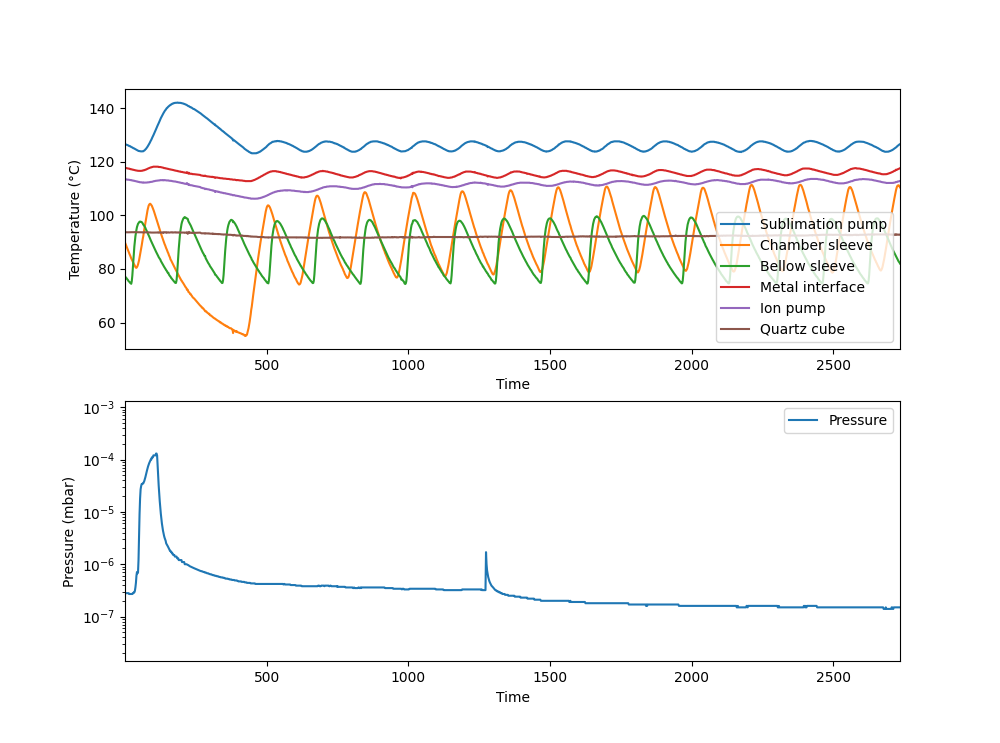 140
120
100
80
60
Temperature (°C)
500
1000
1500
2000
2500
Time
Sublimation pump
Chamber sleeve
Bellow sleeve
Metal interface
Ion pump
Quartz cube
10⁻³
10⁻⁴
10⁻⁵
10⁻⁶
10⁻⁷
Pressure (mbar)
500
1000
1500
2000
2500
Time
Pressure